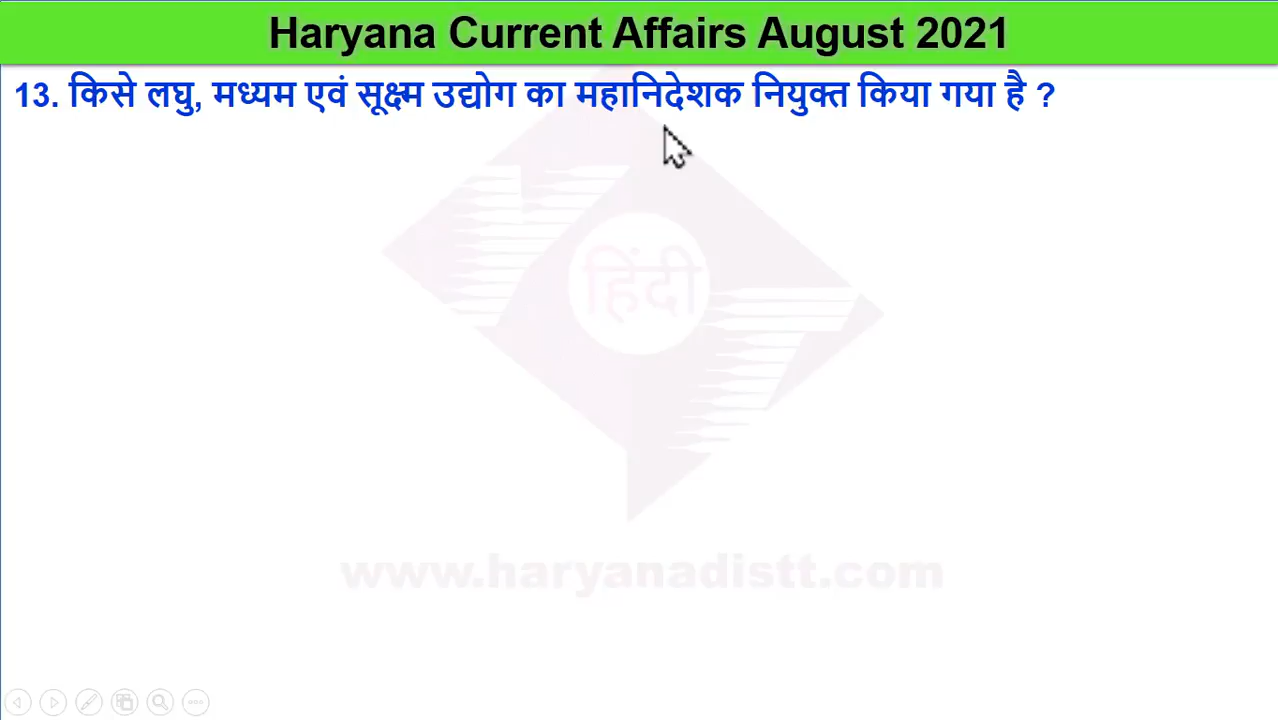 Haryana Current Affairs August 2021
13. किसे लघु, मध्यम एवं सूक्ष्म उद्योग का महानिदेशक नियुक्त किया गया है ?
हिंदी
www.haryanadistt.com